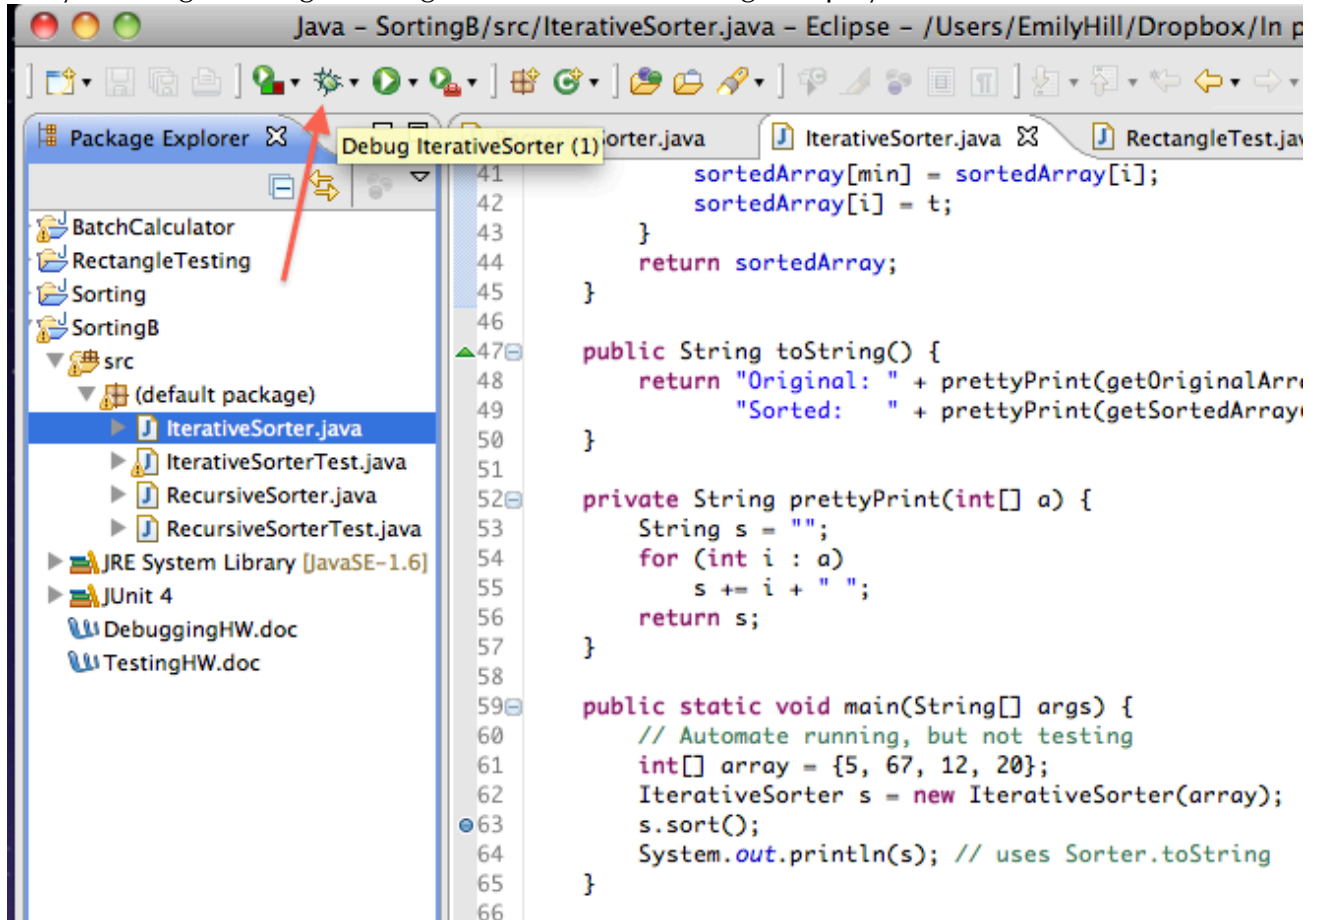 Java – SortingB/src/IterativeSorter.java – Eclipse – /Users/EmilyHill/Dropbox/In
Package Explorer
Debug IterativeSorter (1)
orter.java
IterativeSorter.java
RectangleTest.jav
BatchCalculator
RectangleTesting
Sorting
SortingB
src
(default package)
IterativeSorter.java
IterativeSorterTest.java
RecursiveSorter.java
RecursiveSorterTest.java
JRE System Library [JavaSE-1.6]
JUnit 4
DebuggingHW.doc
TestingHW.doc
41 sortedArray[min] = sortedArray[i];
42 sortedArray[i] = t;
43 }
44 return sortedArray;
45 }
46
47 public String toString() {
48 return "Original: " + prettyPrint(getOriginalArr
49 "Sorted:   " + prettyPrint(getSortedArray
50 }
51
52 private String prettyPrint(int[] a) {
53 String s = "";
54 for (int i : a)
55 s += i + " ";
56 return s;
57 }
58
59 public static void main(String[] args) {
60 // Automate running, but not testing
61 int[] array = {5, 67, 12, 20};
62 IterativeSorter s = new IterativeSorter(array);
63 s.sort();
64 System.out.println(s); // uses Sorter.toString
65 }
66